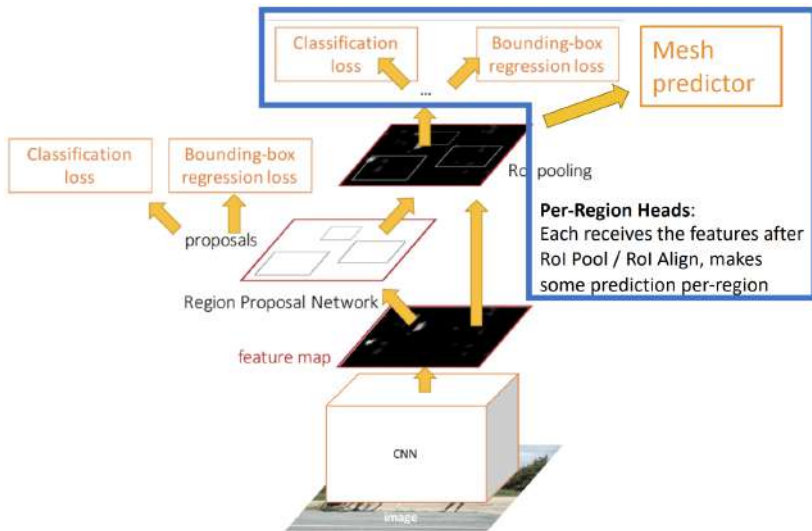 Classification
loss
Bounding-box
regression loss
Mesh
predictor
...
Classification
loss
Bounding-box
regression loss
RoI pooling
proposals
Per-Region Heads:
Each receives the features after
RoI Pool / RoI Align, makes
some prediction per-region
Region Proposal Network
feature map
CNN
image